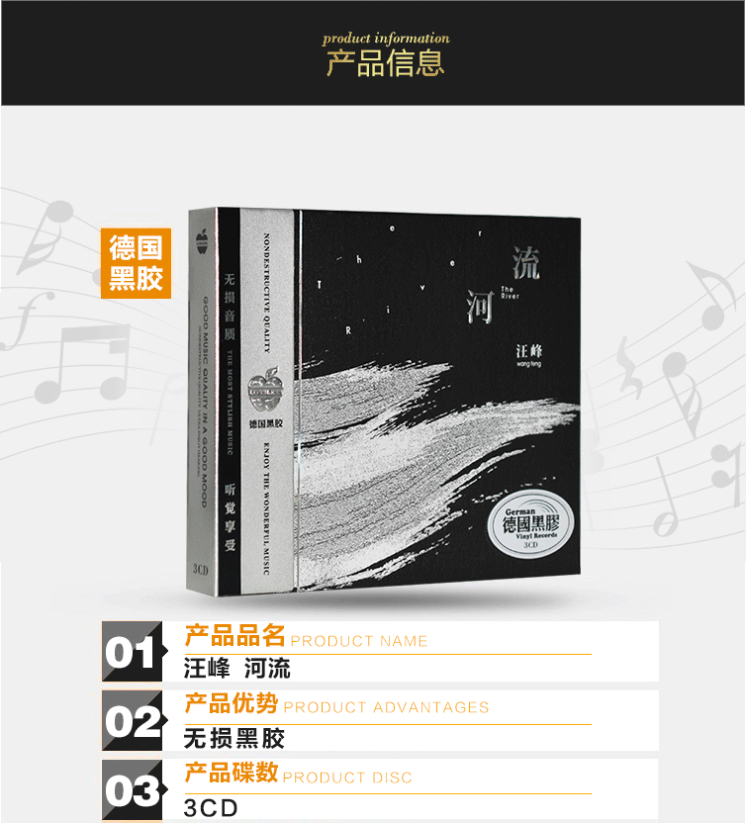 product information
产品信息
德国
黑胶
GOOD MUSIC QUALITY IN A GOOD MOOD
3CD
无损音质
THE MOST STYLISH MUSIC
听觉享受
NONDESTRUCTIVE QUALITY
德国黑胶
ENJOY THE WONDERFUL MUSIC
The River
流
河
The
River
汪峰
wang feng
German
德國黑膠
Vinyl Records
3CD
01
产品品名 PRODUCT NAME
汪峰 河流
02
产品优势 PRODUCT ADVANTAGES
无损黑胶
03
产品碟数 PRODUCT DISC
3CD